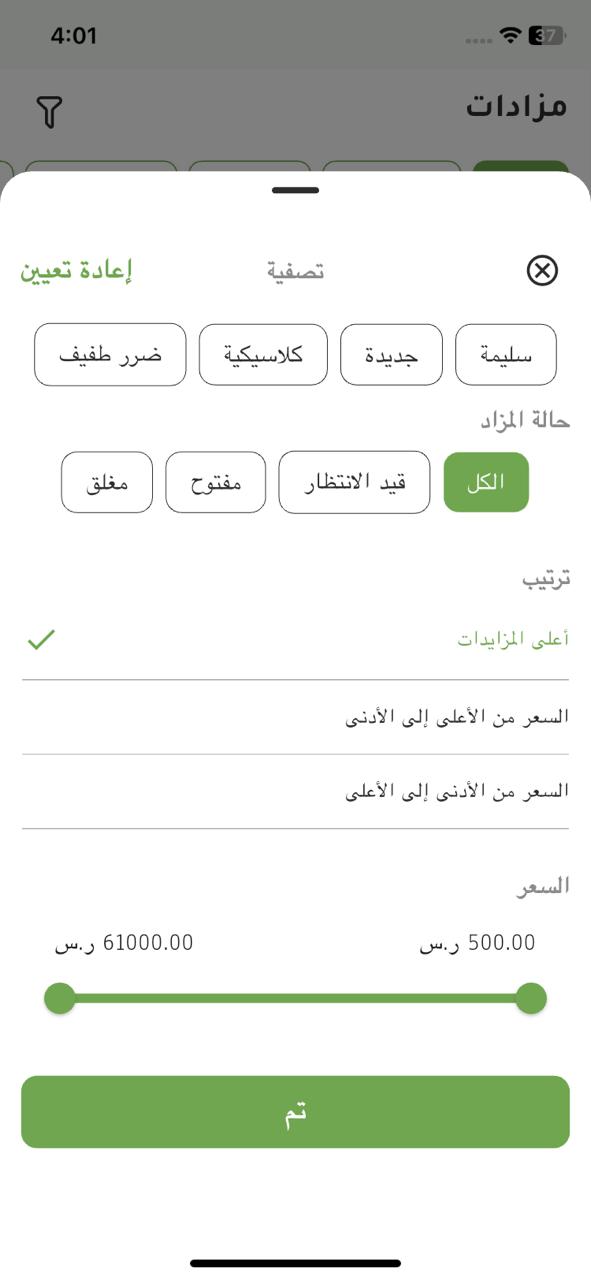 4:01
37
مزادات
تصفية
إعادة تعيين
سليمة
جديدة
كلاسيكية
ضرر طفيف
حالة المزاد
الكل
قيد الانتظار
مفتوح
مغلق
ترتيب
أعلى المزايدات
السعر من الأعلى إلى الأدنى
السعر من الأدنى إلى الأعلى
السعر
500.00 ر.س
61000.00 ر.س
تم